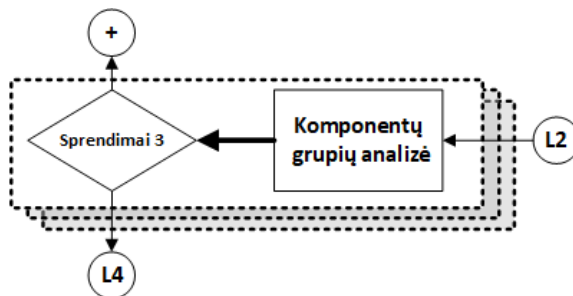 +
Sprendimai 3
Komponentų
grupių analizė
L2
L4